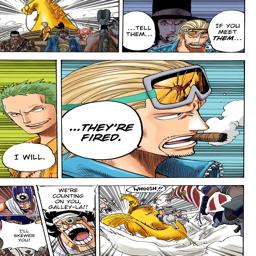 IF YOU
MEET
THEM...
...TELL
THEM...
...THEY'RE
FIRED.
I WILL.
WE'RE
COUNTING
ON YOU,
GALLEY-LA!!
I'LL
SKEWER
YOU!
WHOOSH!!